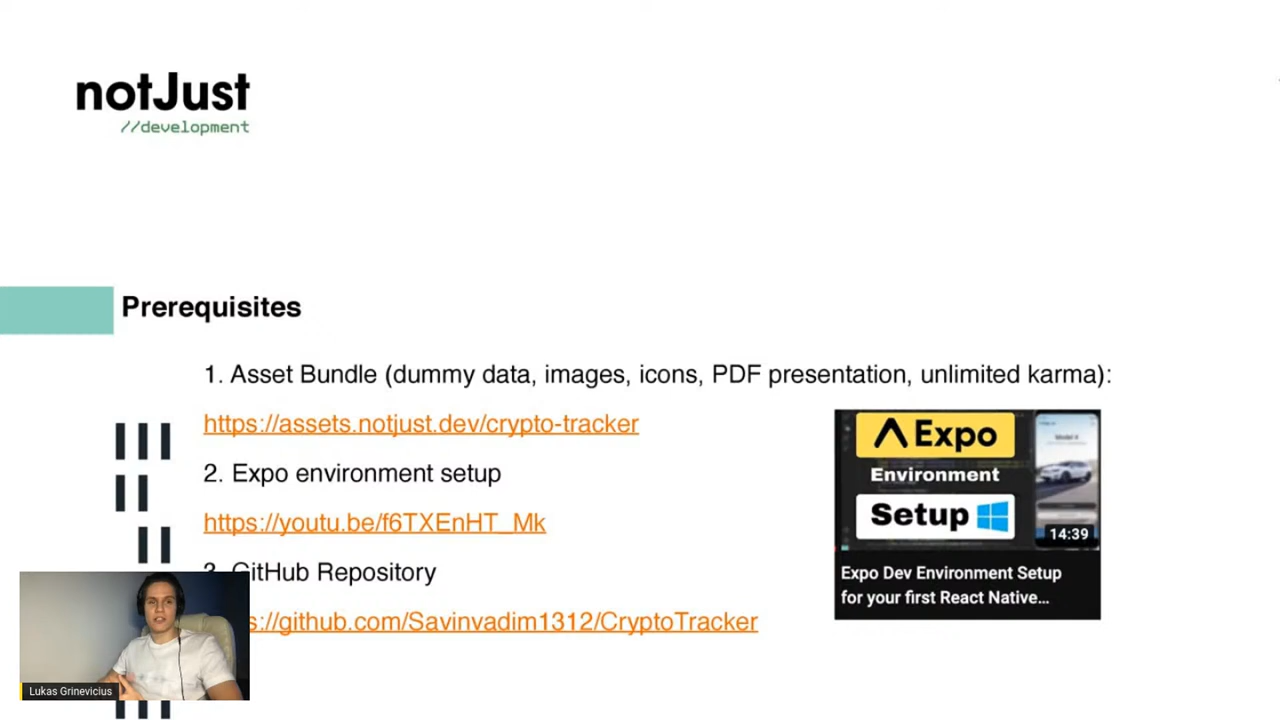 notJust
//development
Prerequisites
1. Asset Bundle (dummy data, images, icons, PDF presentation, unlimited karma):
https://assets.notjust.dev/crypto-tracker
2. Expo environment setup
https://youtu.be/f6TXEnHT_Mk
GitHub Repository
s://github.com/Savinvadim1312/CryptoTracker
Expo
Environment
Setup
14:39
Expo Dev Environment Setup
for your first React Native...
Lukas Grinevicius